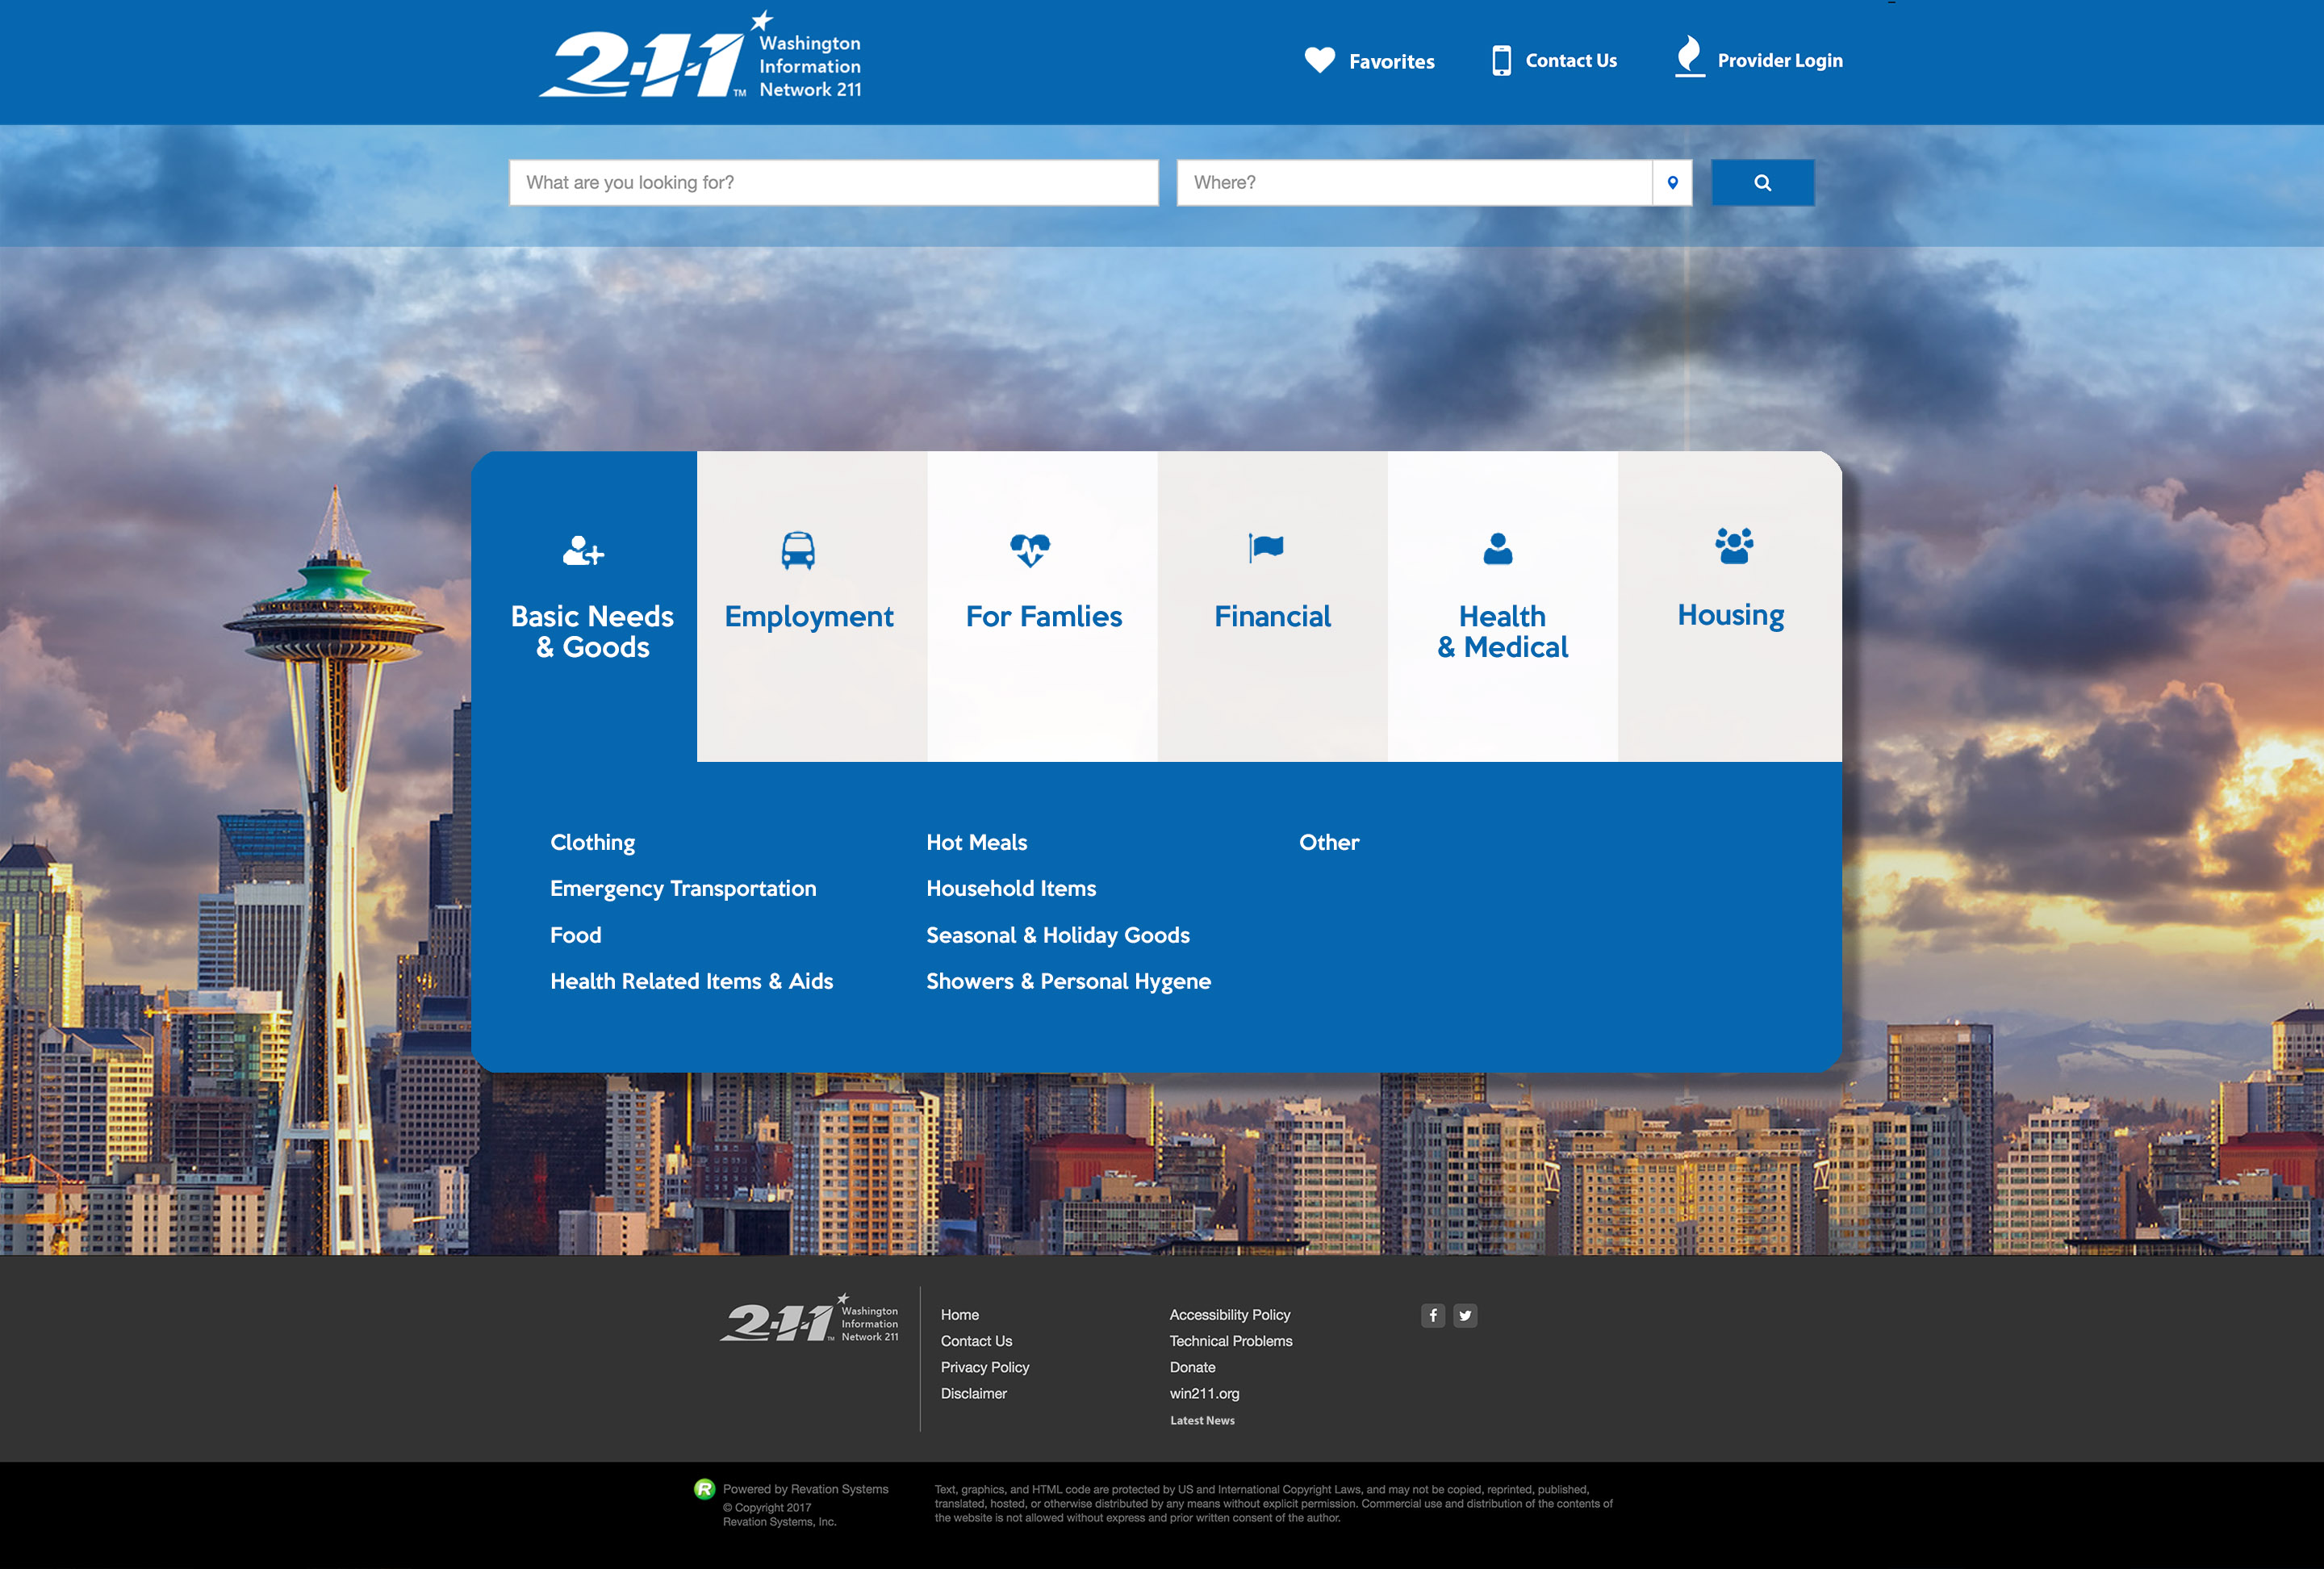 2-1-1 ™
Washington
Information
Network 211
Favorites
Contact Us
Provider Login
What are you looking for?
Where?
Basic Needs
& Goods
Employment
For Famlies
Financial
Health
& Medical
Housing
Clothing
Emergency Transportation
Food
Health Related Items & Aids
Hot Meals
Household Items
Seasonal & Holiday Goods
Showers & Personal Hygene
Other
2-1-1 ™
Washington
Information
Network 211
Home
Contact Us
Privacy Policy
Disclaimer
Accessibility Policy
Technical Problems
Donate
win211.org
Latest News
R
Powered by Revation Systems
© Copyright 2017
Revation Systems, Inc.
Text, graphics, and HTML code are protected by US and International Copyright Laws, and may not be copied, reprinted, published,
translated, hosted, or otherwise distributed by any means without explicit permission. Commercial use and distribution of the contents of
the website is not allowed without express and prior written consent of the author.